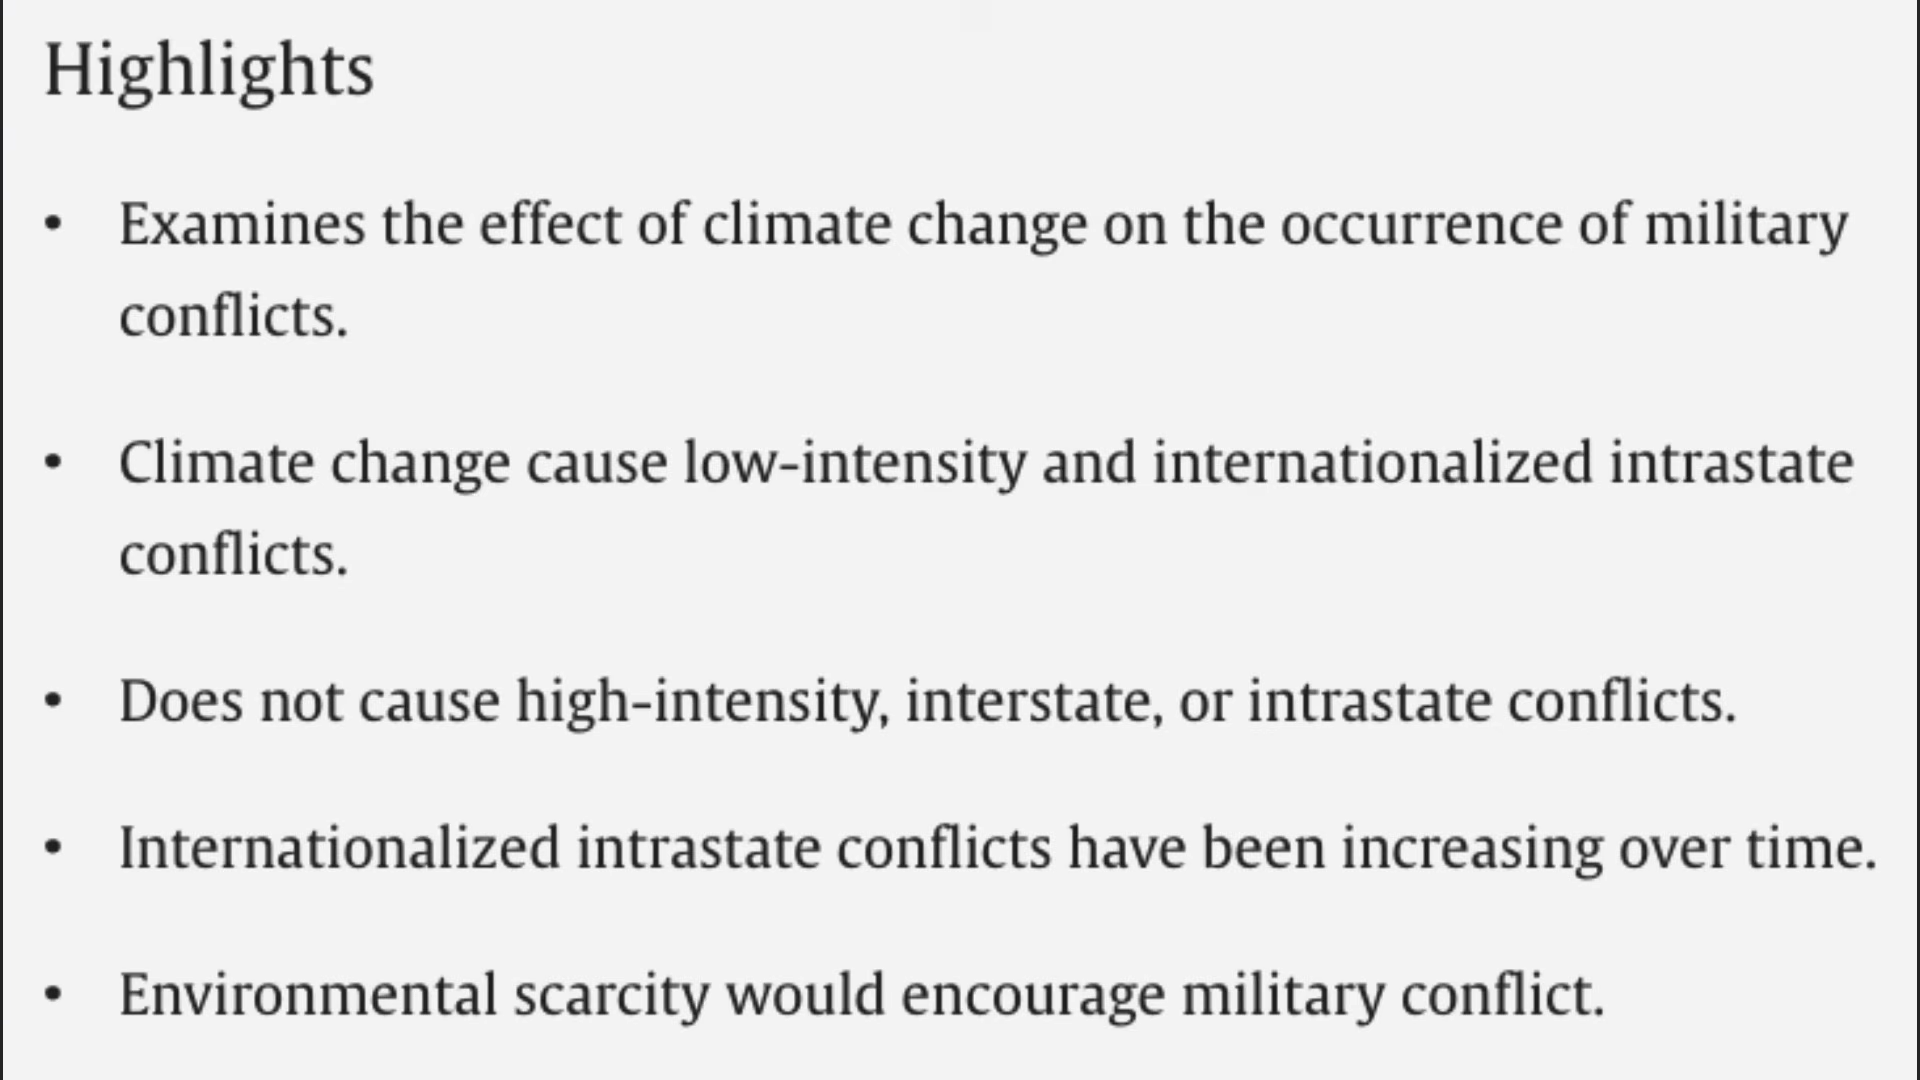 Highlights
• Examines the effect of climate change on the occurrence of military
conflicts.
• Climate change cause low-intensity and internationalized intrastate
conflicts.
• Does not cause high-intensity, interstate, or intrastate conflicts.
• Internationalized intrastate conflicts have been increasing over time.
• Environmental scarcity would encourage military conflict.